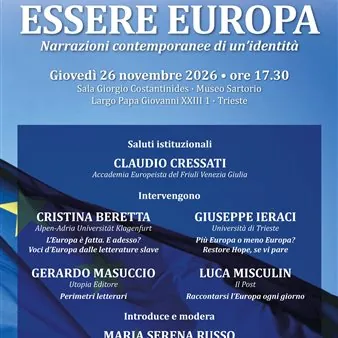 ESSERE EUROPA
Narrazioni contemporanee di un'identità
Giovedì 26 novembre 2026 • ore 17.30
Sala Giorgio Costantinides · Museo Sartorio
Largo Papa Giovanni XXIII 1 · Trieste
Saluti istituzionali
CLAUDIO CRESSATI
Accademia Europeista del Friuli Venezia Giulia
Intervengono
CRISTINA BERETTA
Alpen-Adria Universität Klagenfurt
L'Europa è fatta. E adesso?
Voci d'Europa dalle letterature slave
GIUSEPPE IERACI
Università di Trieste
Più Europa o meno Europa?
Restore Hope, se vi pare
GERARDO MASUCCIO
Utopia Editore
Perimetri letterari
LUCA MISCULIN
Il Post
Raccontarsi l'Europa ogni giorno
Introduce e modera
MARIA SERENA RUSSO